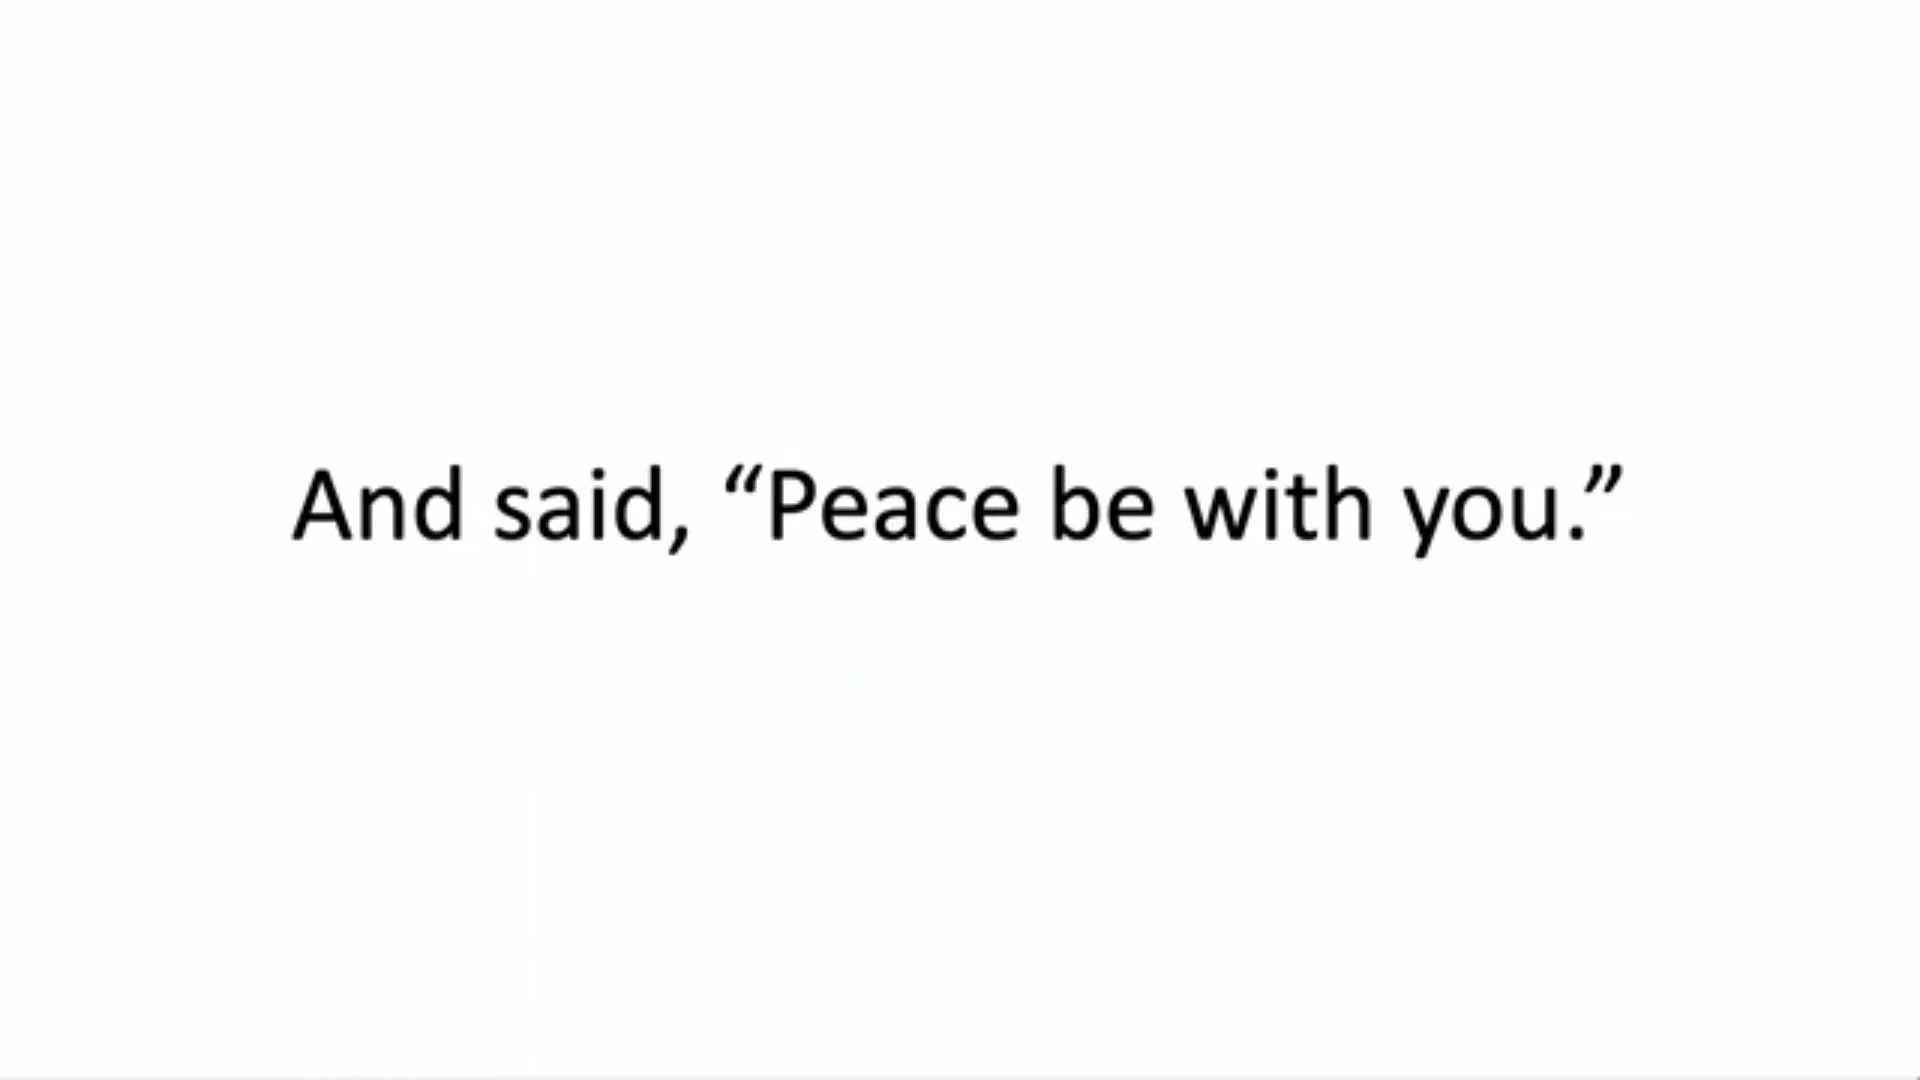 And said, “Peace be with you.”